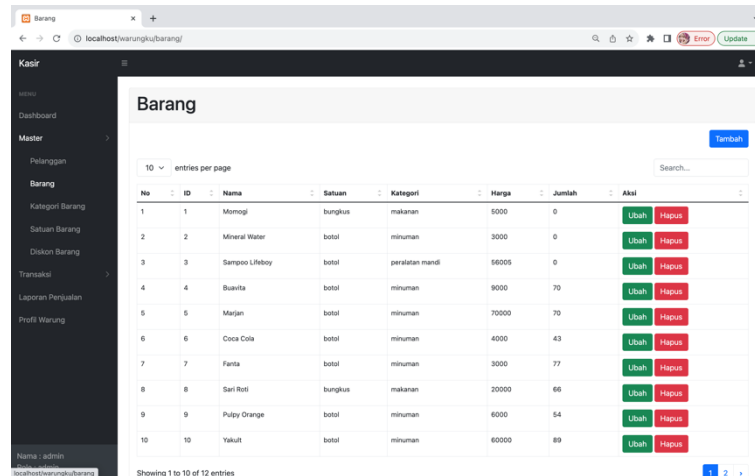 Barang
localhost/warungku/barang/
Error
Update
Kasir
MENU
Dashboard
Master
Pelanggan
Barang
Kategori Barang
Satuan Barang
Diskon Barang
Transaksi
Laporan Penjualan
Profil Warung
Nama : admin
localhost/warungku/barang
Barang
Tambah
10 entries per page
Search...
No ID Nama Satuan Kategori Harga Jumlah Aksi
1 1 Momogi bungkus makanan 5000 0 Ubah Hapus
2 2 Mineral Water botol minuman 3000 0 Ubah Hapus
3 3 Sampoo Lifeboy botol peralatan mandi 56005 0 Ubah Hapus
4 4 Buavita botol minuman 9000 70 Ubah Hapus
5 5 Marjan botol minuman 70000 70 Ubah Hapus
6 6 Coca Cola botol minuman 4000 43 Ubah Hapus
7 7 Fanta botol minuman 3000 77 Ubah Hapus
8 8 Sari Roti bungkus makanan 20000 66 Ubah Hapus
9 9 Pulpy Orange botol minuman 6000 54 Ubah Hapus
10 10 Yakult botol minuman 60000 89 Ubah Hapus
Showing 1 to 10 of 12 entries
1 2 ›